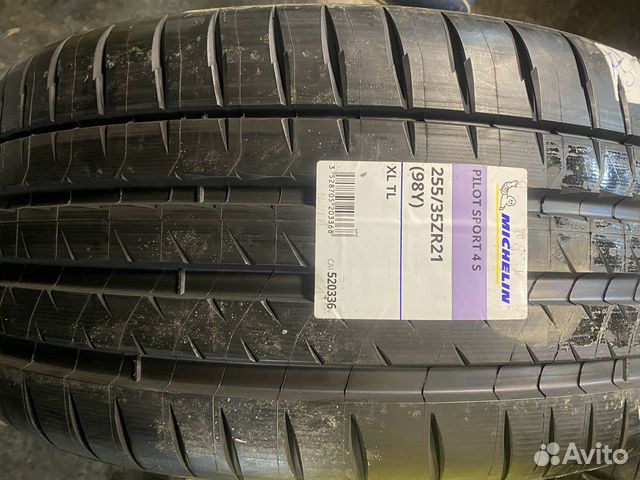 MICHELIN
PILOT SPORT 4 S
255/35ZR21
(98Y)
XL TL
3 528705 203368
CAI 520336
Avito